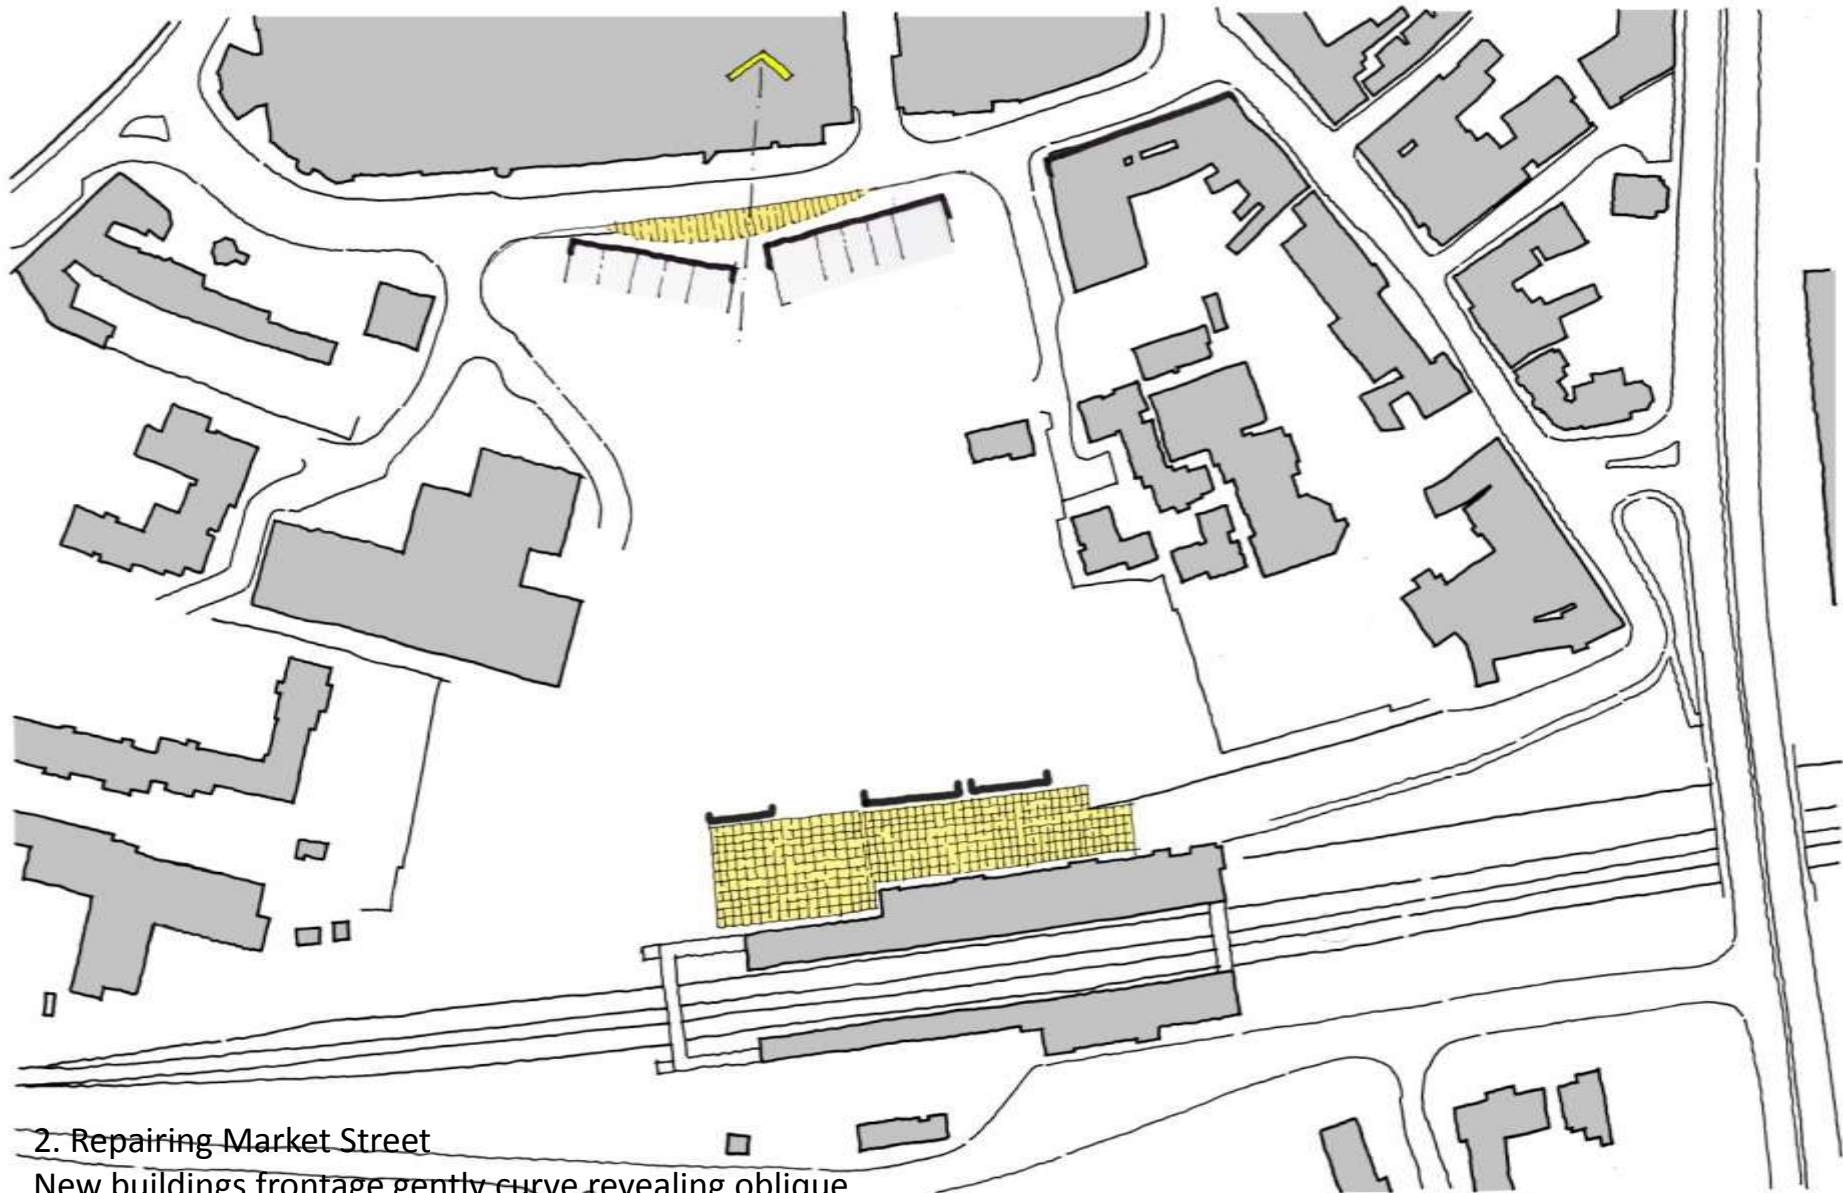 2. Repairing Market Street
New buildings frontage gently curve revealing oblique